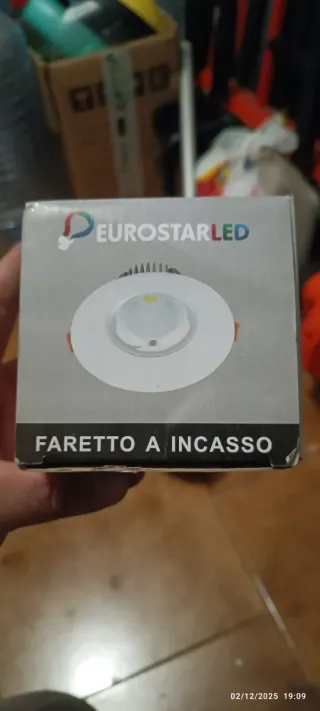 EUROSTARLED
FARETTO A INCASSO
02/12/2025 19:09